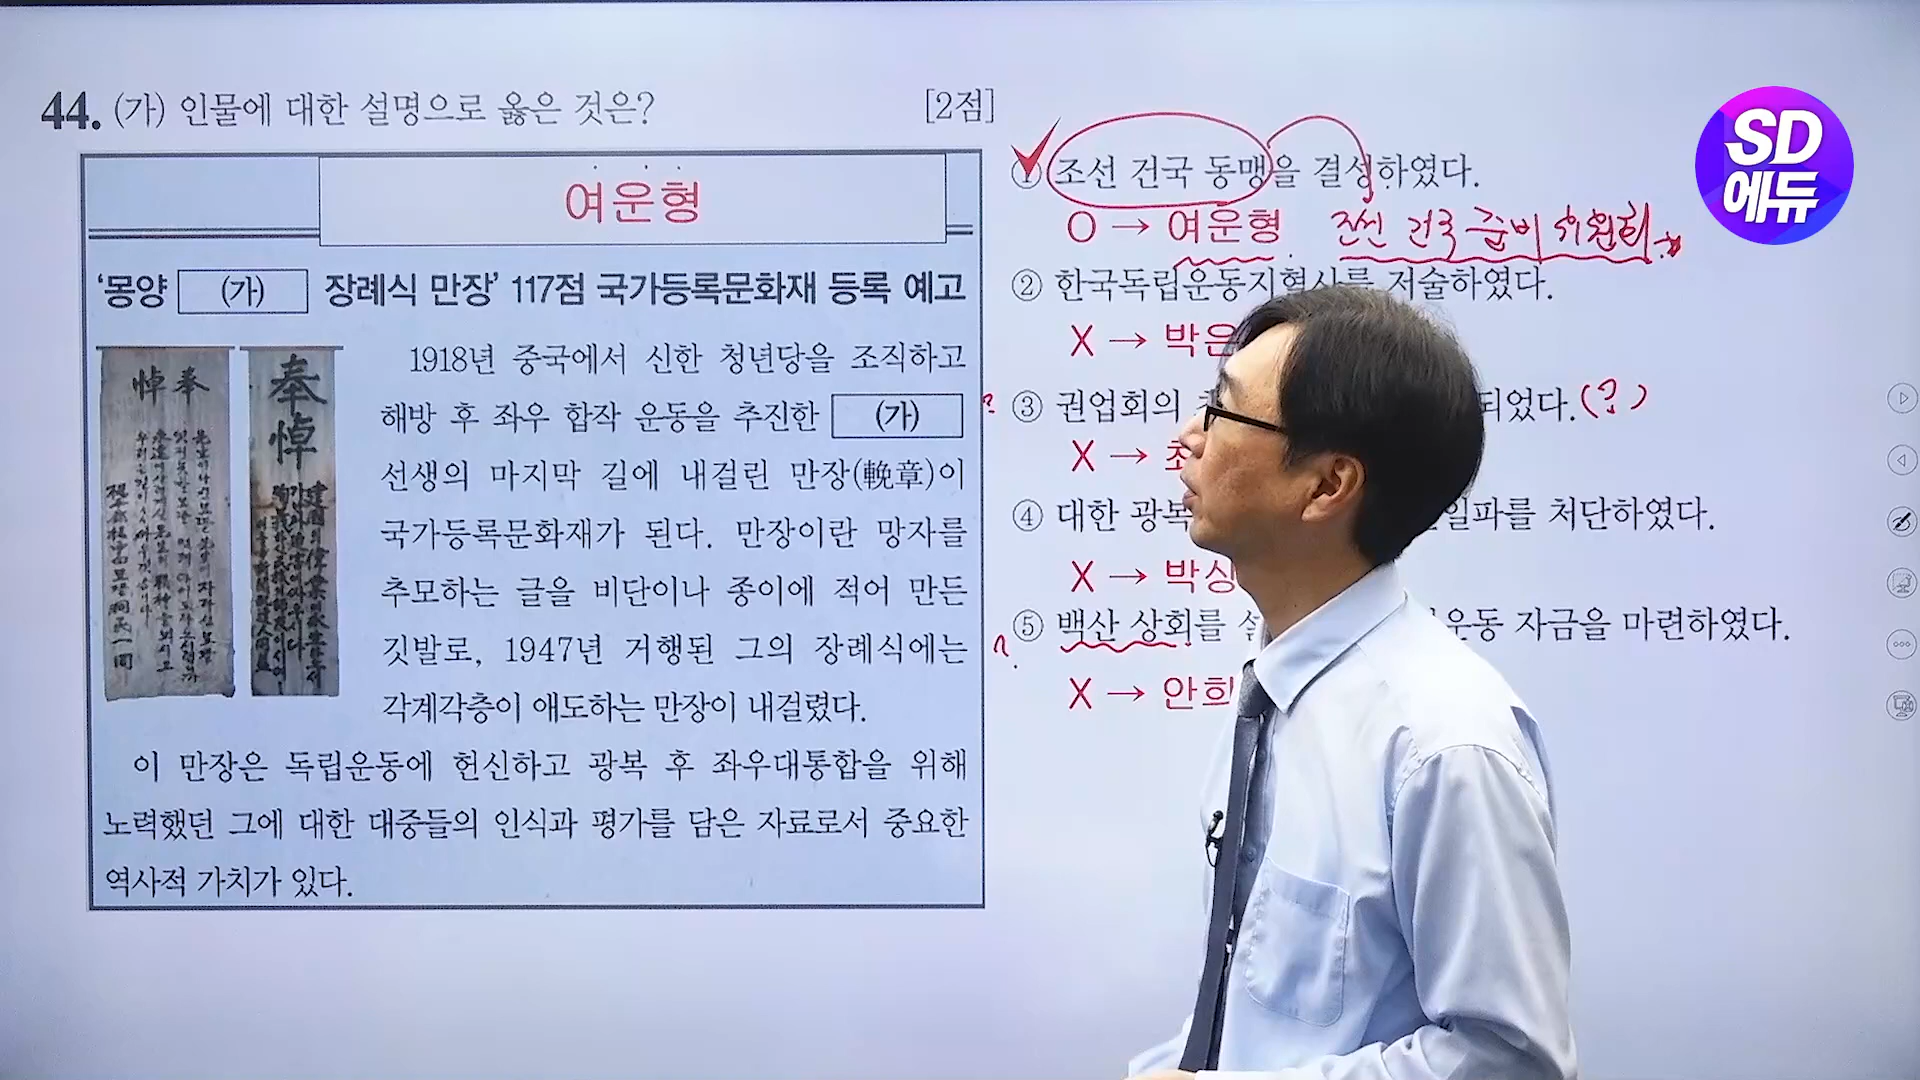 44. (가) 인물에 대한 설명으로 옳은 것은? [2점]
여운형
'몽양 (가) 장례식 만장' 117점 국가등록문화재 등록 예고
奉悼
奉悼
1918년 중국에서 신한 청년당을 조직하고
해방 후 좌우 합작 운동을 추진한 (가)
선생의 마지막 길에 내걸린 만장(輓章)이
국가등록문화재가 된다. 만장이란 망자를
추모하는 글을 비단이나 종이에 적어 만든
깃발로, 1947년 거행된 그의 장례식에는
각계각층이 애도하는 만장이 내걸렸다.
이 만장은 독립운동에 헌신하고 광복 후 좌우대통합을 위해
노력했던 그에 대한 대중들의 인식과 평가를 담은 자료로서 중요한
역사적 가치가 있다.
① 조선 건국 동맹을 결성하였다.
O → 여운형 조선 건국 준비 위원회
② 한국독립운동지혈사를 저술하였다.
X → 박은
? ③ 권업회의 되었다. (?)
X →
④ 대한 광복 일파를 처단하였다.
X → 박상
⑤ 백산 상회를 운동 자금을 마련하였다.
X → 안희
SD
에듀